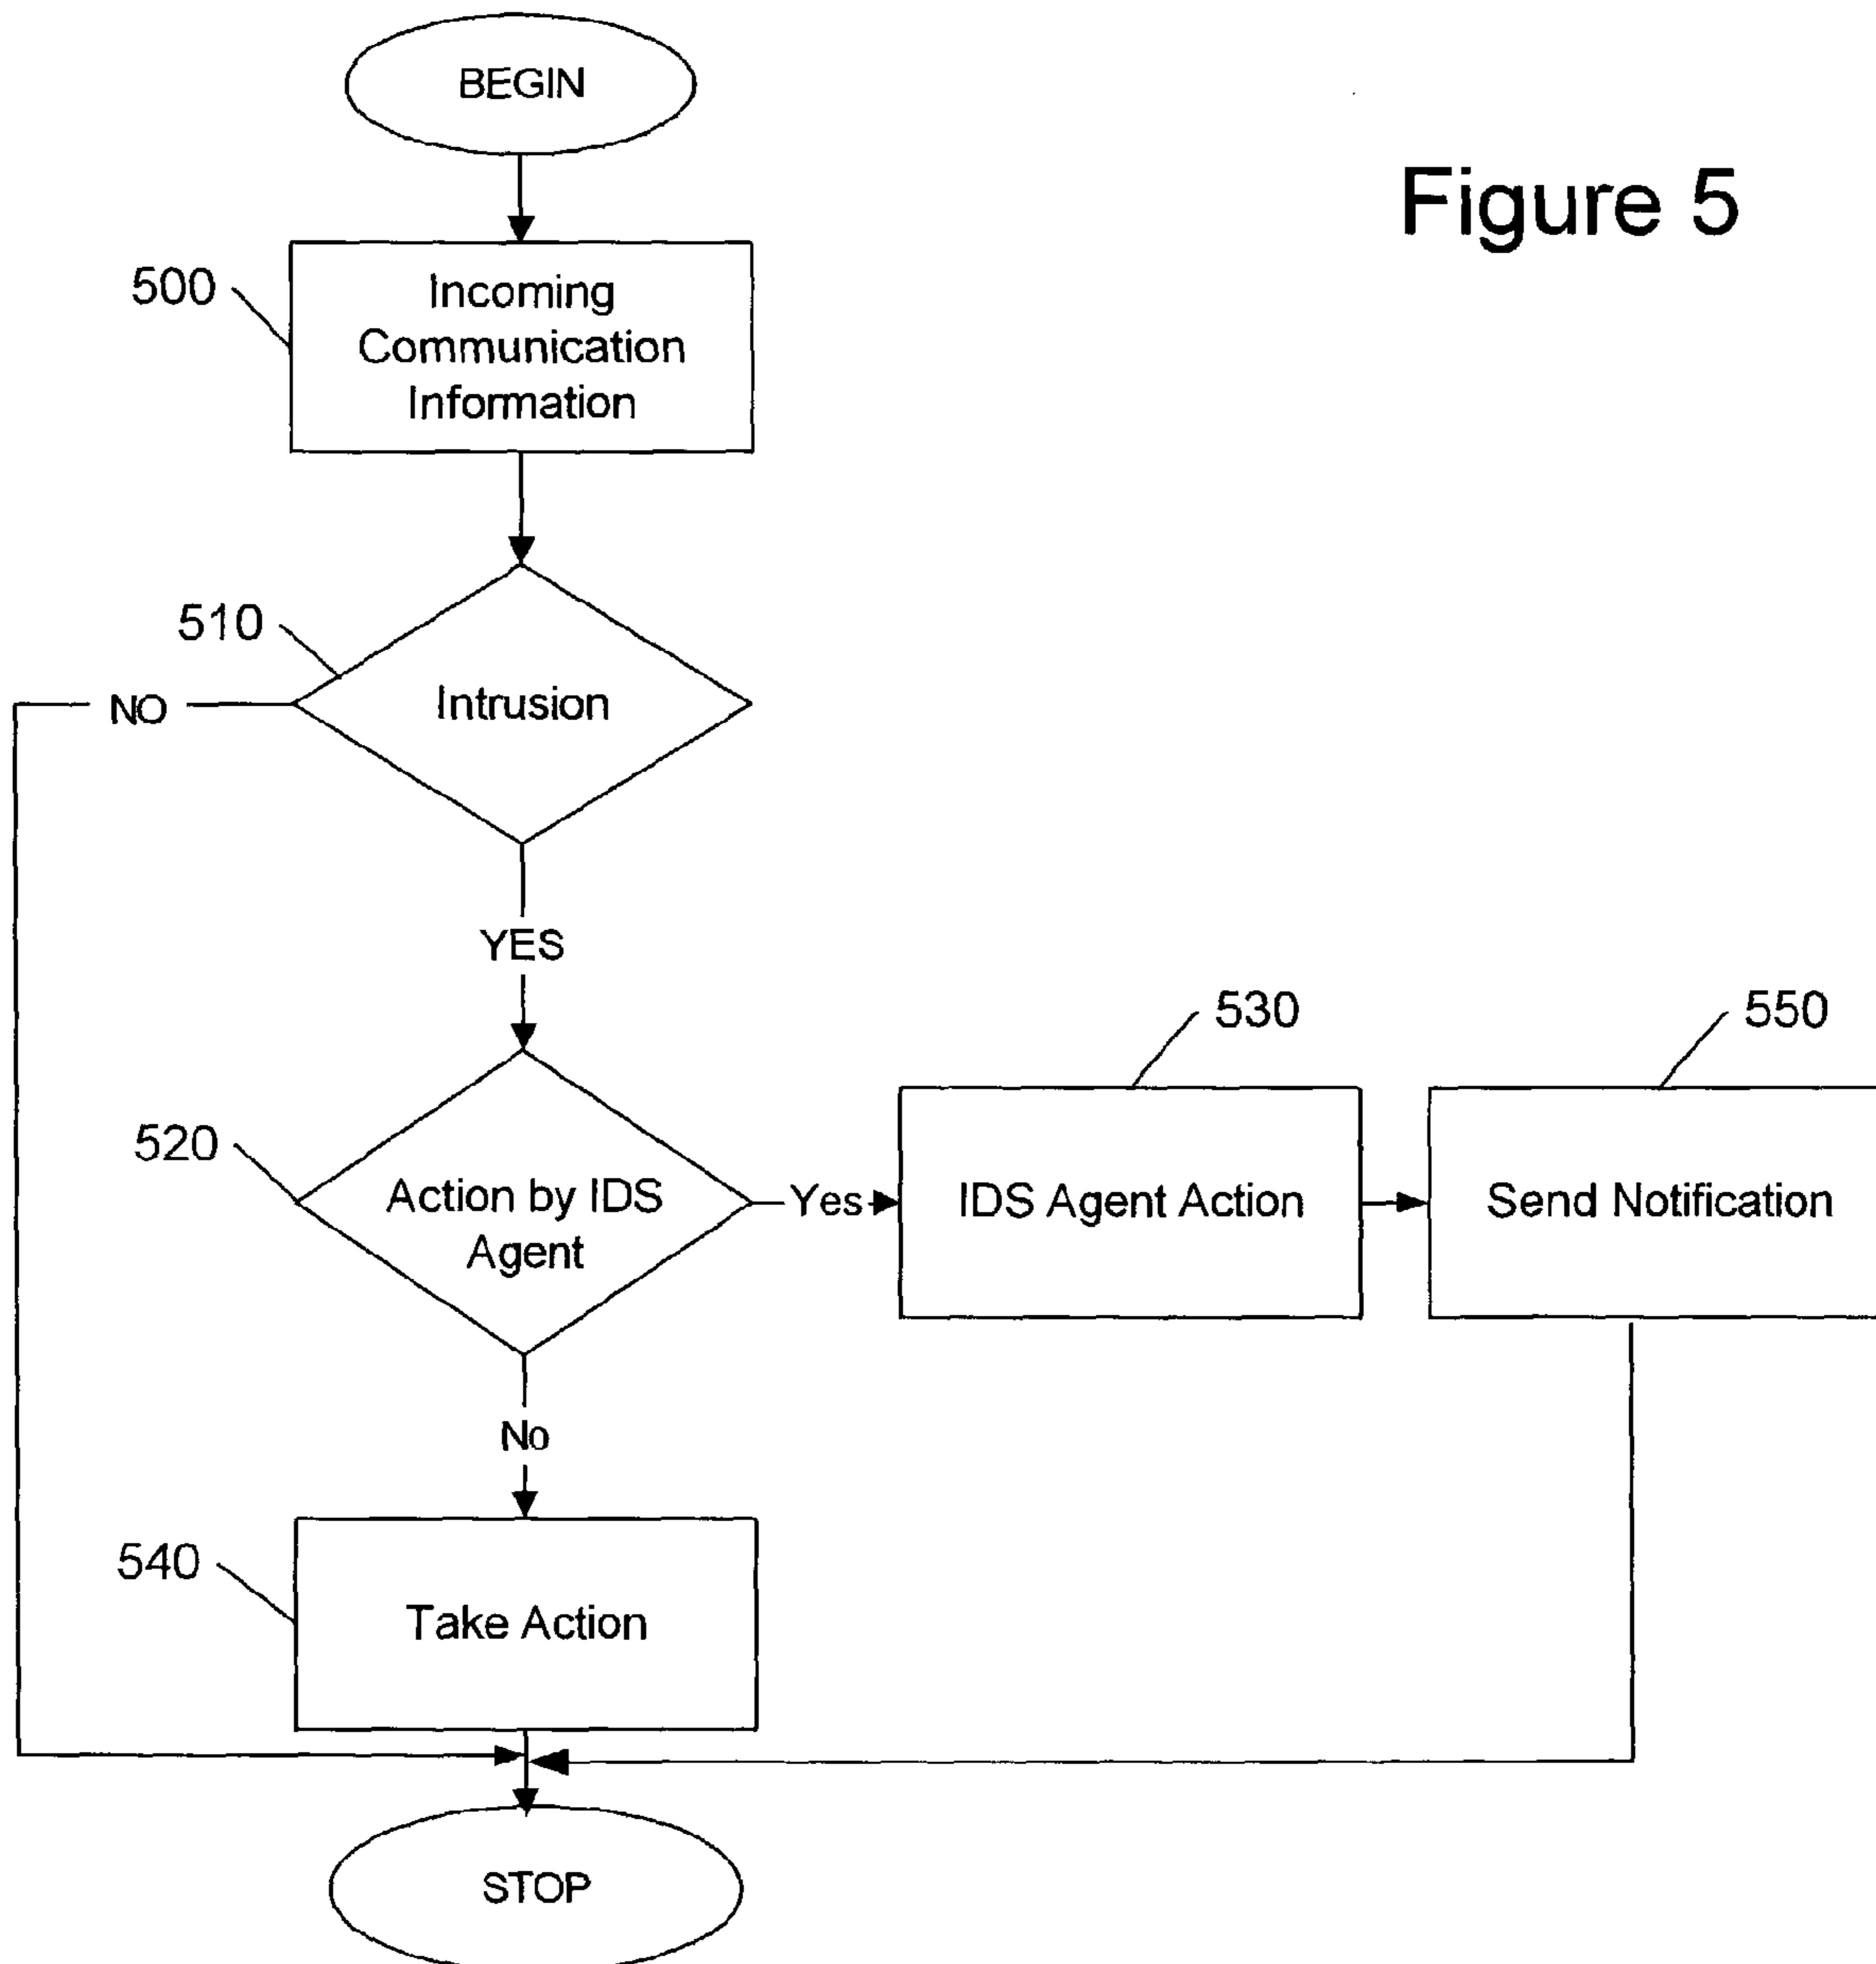 BEGIN
Figure 5
500
Incoming
Communication
Information
510
Intrusion
NO
YES
530
550
520
Action by IDS
Agent
Yes
IDS Agent Action
Send Notification
No
540
Take Action
STOP